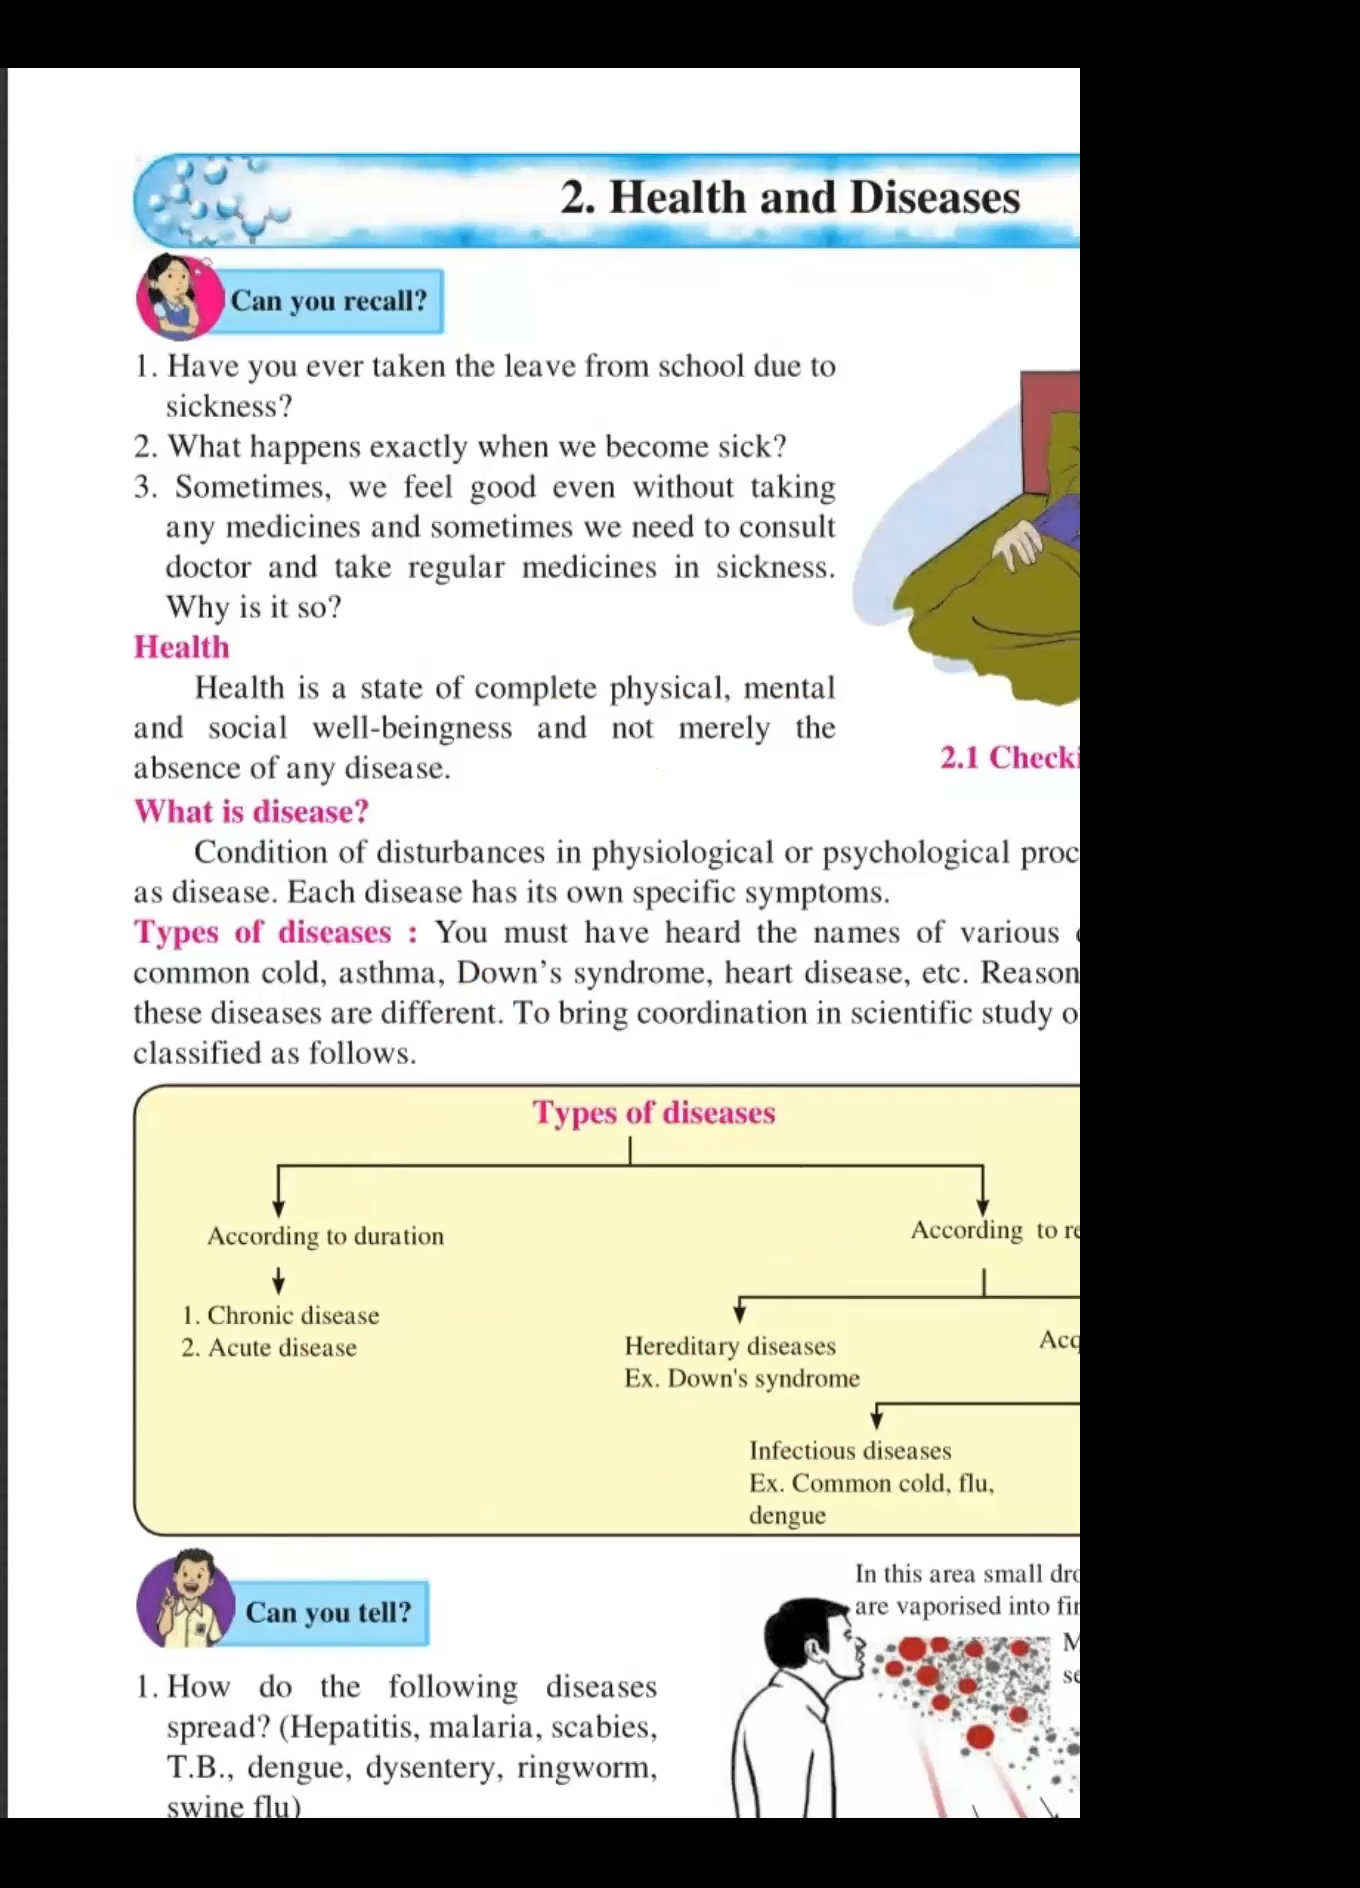 2. Health and Diseases
Can you recall?
1. Have you ever taken the leave from school due to
sickness?
2. What happens exactly when we become sick?
3. Sometimes, we feel good even without taking
any medicines and sometimes we need to consult
doctor and take regular medicines in sickness.
Why is it so?
Health
Health is a state of complete physical, mental
and social well-beingness and not merely the
absence of any disease.
2.1
What is disease?
Condition of disturbances in physiological or psychological
as disease. Each disease has its own specific symptoms.
Types of diseases : You must have heard the names of various
common cold, asthma, Down's syndrome, heart disease, etc. Reason
these diseases are different. To bring coordination in scientific study
classified as follows.
Types of diseases
According to duration
According to
1. Chronic disease
2. Acute disease
Hereditary diseases
Ex. Down's syndrome
Infectious diseases
Ex. Common cold, flu,
dengue
Can you tell?
In this area small
are vaporised into
1. How do the following diseases
spread? (Hepatitis, malaria, scabies,
T.B., dengue, dysentery, ringworm,
swine flu)